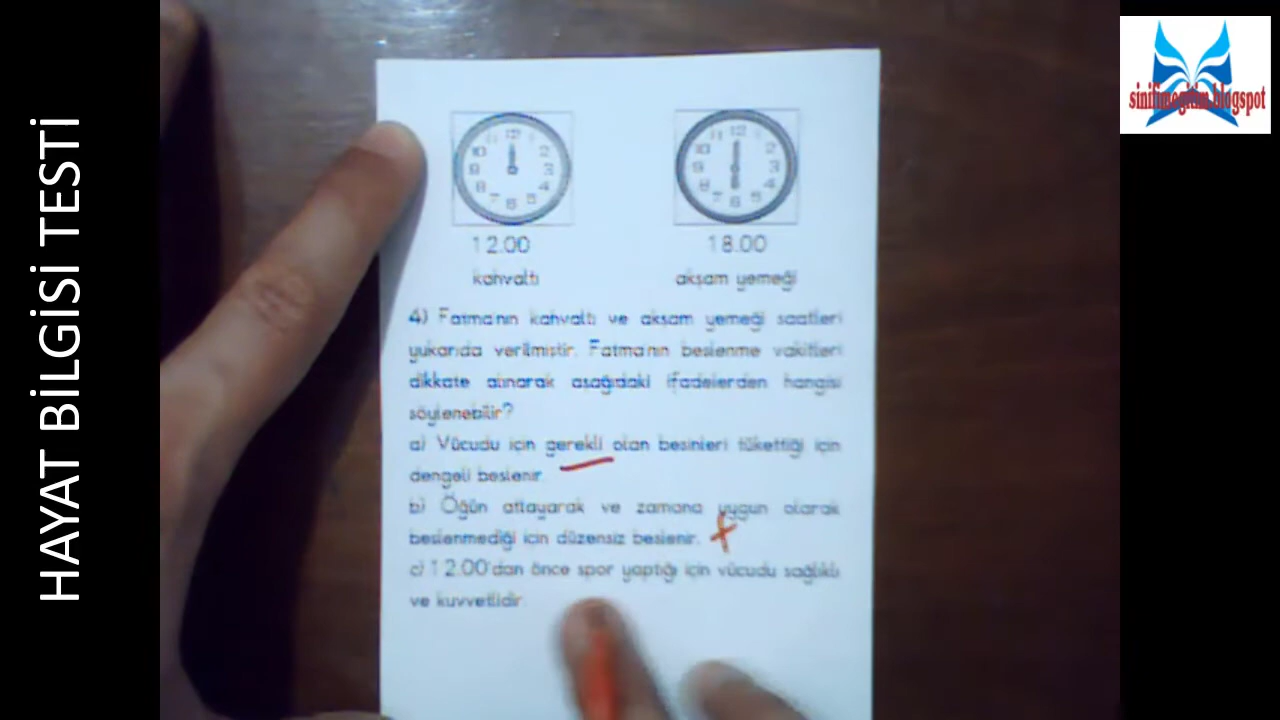 HAYAT BİLGİSİ TESTİ
sinifimegitim.blogspot
12.00
18.00
kahvaltı
akşam yemeği
4) Fatma'nın kahvaltı ve akşam yemeği saatleri
yukarıda verilmiştir. Fatma'nın beslenme vakitleri
dikkate alınarak aşağıdaki ifadelerden hangisi
söylenebilir?
a) Vücudu için gerekli olan besinleri tükettiği için
dengeli beslenir.
b) Öğün atlayarak ve zamana uygun olarak
beslenmediği için düzensiz beslenir.
c) 12.00'dan önce spor yaptığı için vücudu sağlıklı
ve kuvvetlidir.